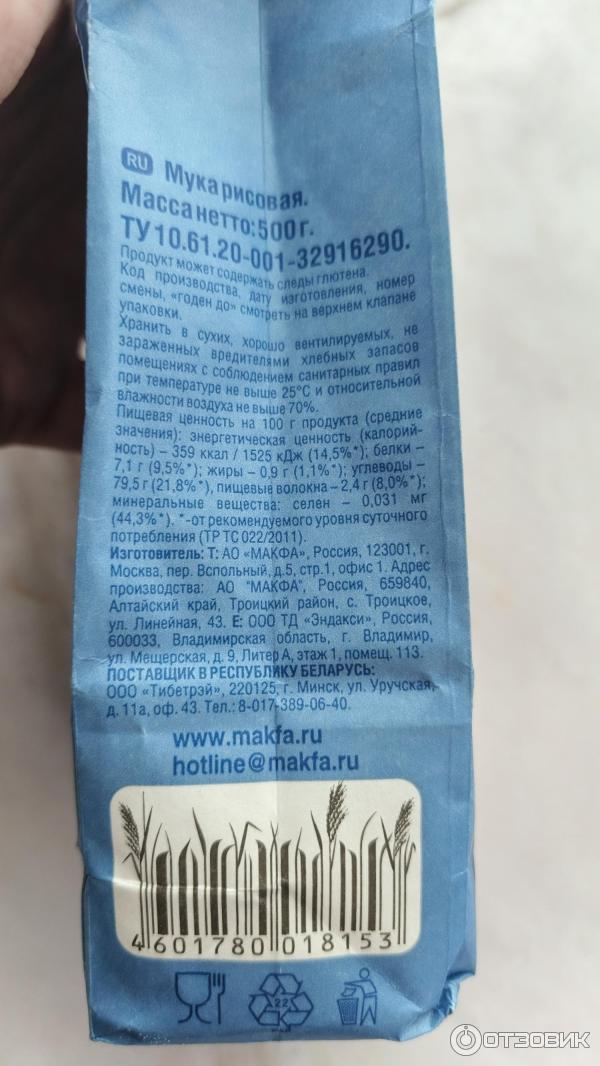 RU Мука рисовая.
Масса нетто: 500 г.
ТУ 10.61.20-001-32916290.
Продукт может содержать следы глютена.
Код производства, дату изготовления, номер
смены, «годен до» смотреть на верхнем клапане
упаковки.
Хранить в сухих, хорошо вентилируемых, не
зараженных вредителями хлебных запасов
помещениях с соблюдением санитарных правил
при температуре не выше 25°С и относительной
влажности воздуха не выше 70%.
Пищевая ценность на 100 г продукта (средние
значения): энергетическая ценность (калорий-
ность) – 359 ккал / 1525 кДж (14,5%*); белки –
7,1 г (9,5%*); жиры – 0,9 г (1,1%*); углеводы –
79,5 г (21,8%*), пищевые волокна – 2,4 г (8,0%*);
минеральные вещества: селен – 0,031 мг
(44,3%*). *-от рекомендуемого уровня суточного
потребления (ТР ТС 022/2011).
Изготовитель: Т: АО «МАКФА», Россия, 123001, г.
Москва, пер. Вспольный, д.5, стр.1, офис 1. Адрес
производства: АО "МАКФА", Россия, 659840,
Алтайский край, Троицкий район, с. Троицкое,
ул. Линейная, 43. Е: ООО ТД «Эндакси», Россия,
600033, Владимирская область, г. Владимир,
ул. Мещерская, д. 9, Литер А, этаж 1, помещ. 113.
ПОСТАВЩИК В РЕСПУБЛИКУ БЕЛАРУСЬ:
ООО «Тибетрэй», 220125, г. Минск, ул. Уручская,
д. 11а, оф. 43. Тел.: 8-017-389-06-40.
www.makfa.ru
hotline@makfa.ru
4 601780 018153
22
ОТЗОВИК